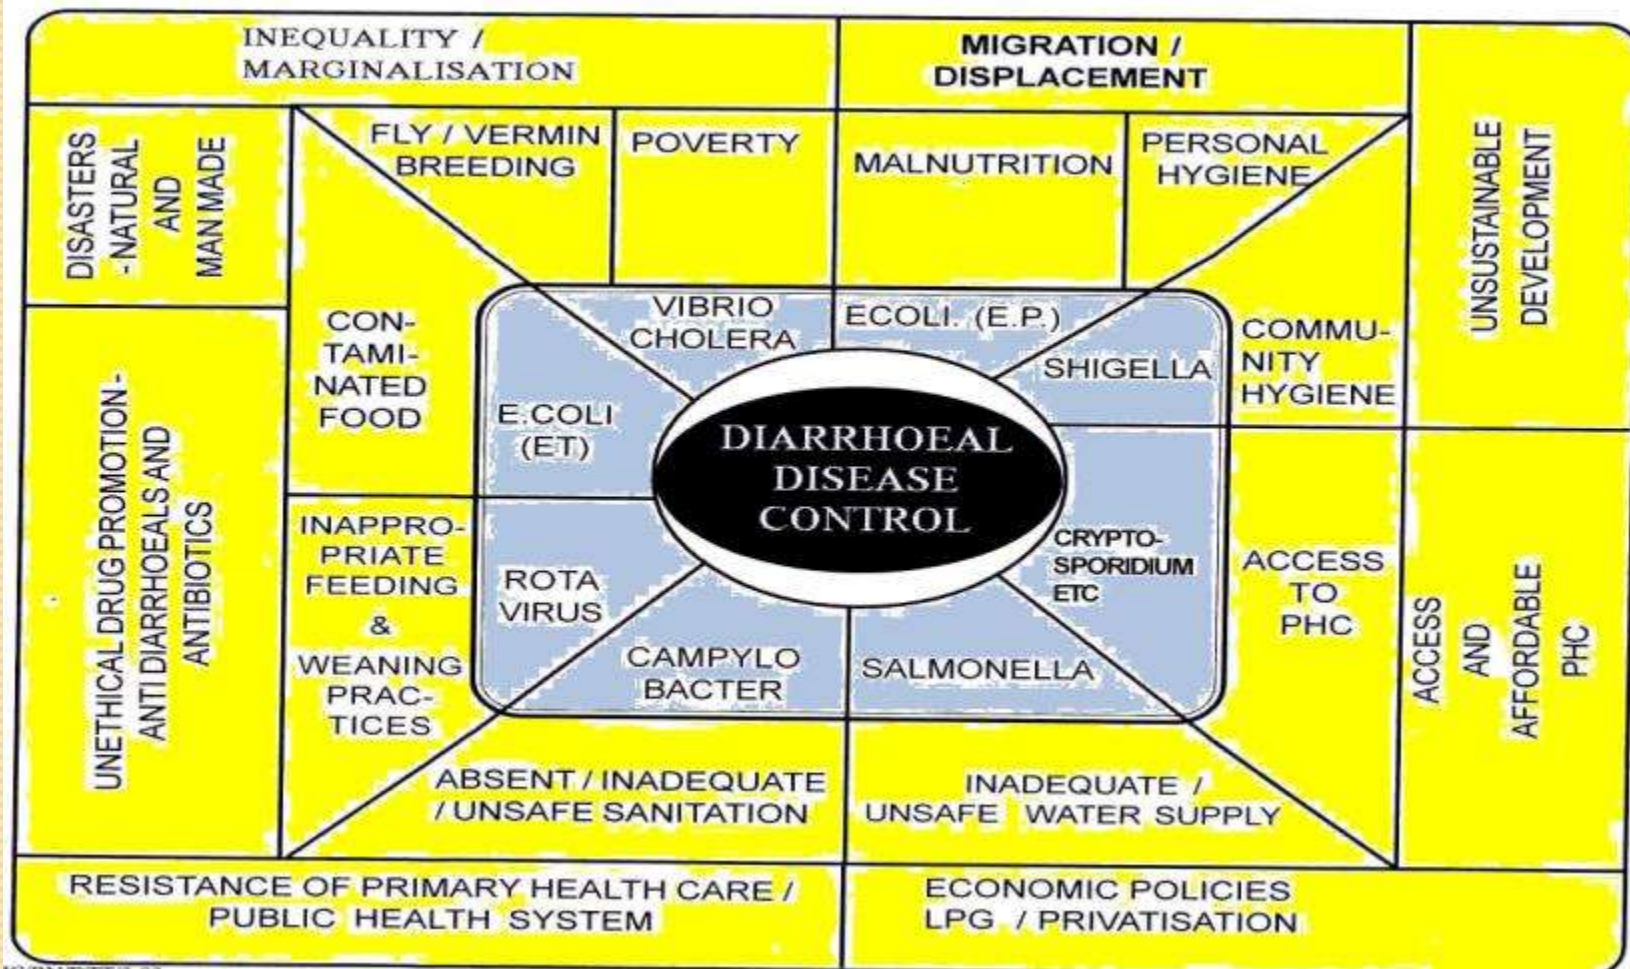 INEQUALITY /
MARGINALISATION
MIGRATION /
DISPLACEMENT
DISASTERS
- NATURAL
AND
MAN MADE
FLY / VERMIN
BREEDING
POVERTY
MALNUTRITION
PERSONAL
HYGIENE
UNSUSTAINABLE
DEVELOPMENT
CON-
TAMI-
NATED
FOOD
VIBRIO
CHOLERA
ECOLI. (E.P.)
SHIGELLA
COMMU-
NITY
HYGIENE
E.COLI
(ET)
DIARRHOEAL
DISEASE
CONTROL
UNETHICAL DRUG PROMOTION -
ANTI DIARRHOEALS AND
ANTIBIOTICS
INAPPRO-
PRIATE
FEEDING
&
WEANING
PRAC-
TICES
ROTA
VIRUS
CAMPYLO
BACTER
SALMONELLA
CRYPTO-
SPORIDIUM
ETC
ACCESS
TO
PHC
ACCESS
AND
AFFORDABLE
PHC
ABSENT / INADEQUATE
/ UNSAFE SANITATION
INADEQUATE /
UNSAFE WATER SUPPLY
RESISTANCE OF PRIMARY HEALTH CARE /
PUBLIC HEALTH SYSTEM
ECONOMIC POLICIES
LPG / PRIVATISATION